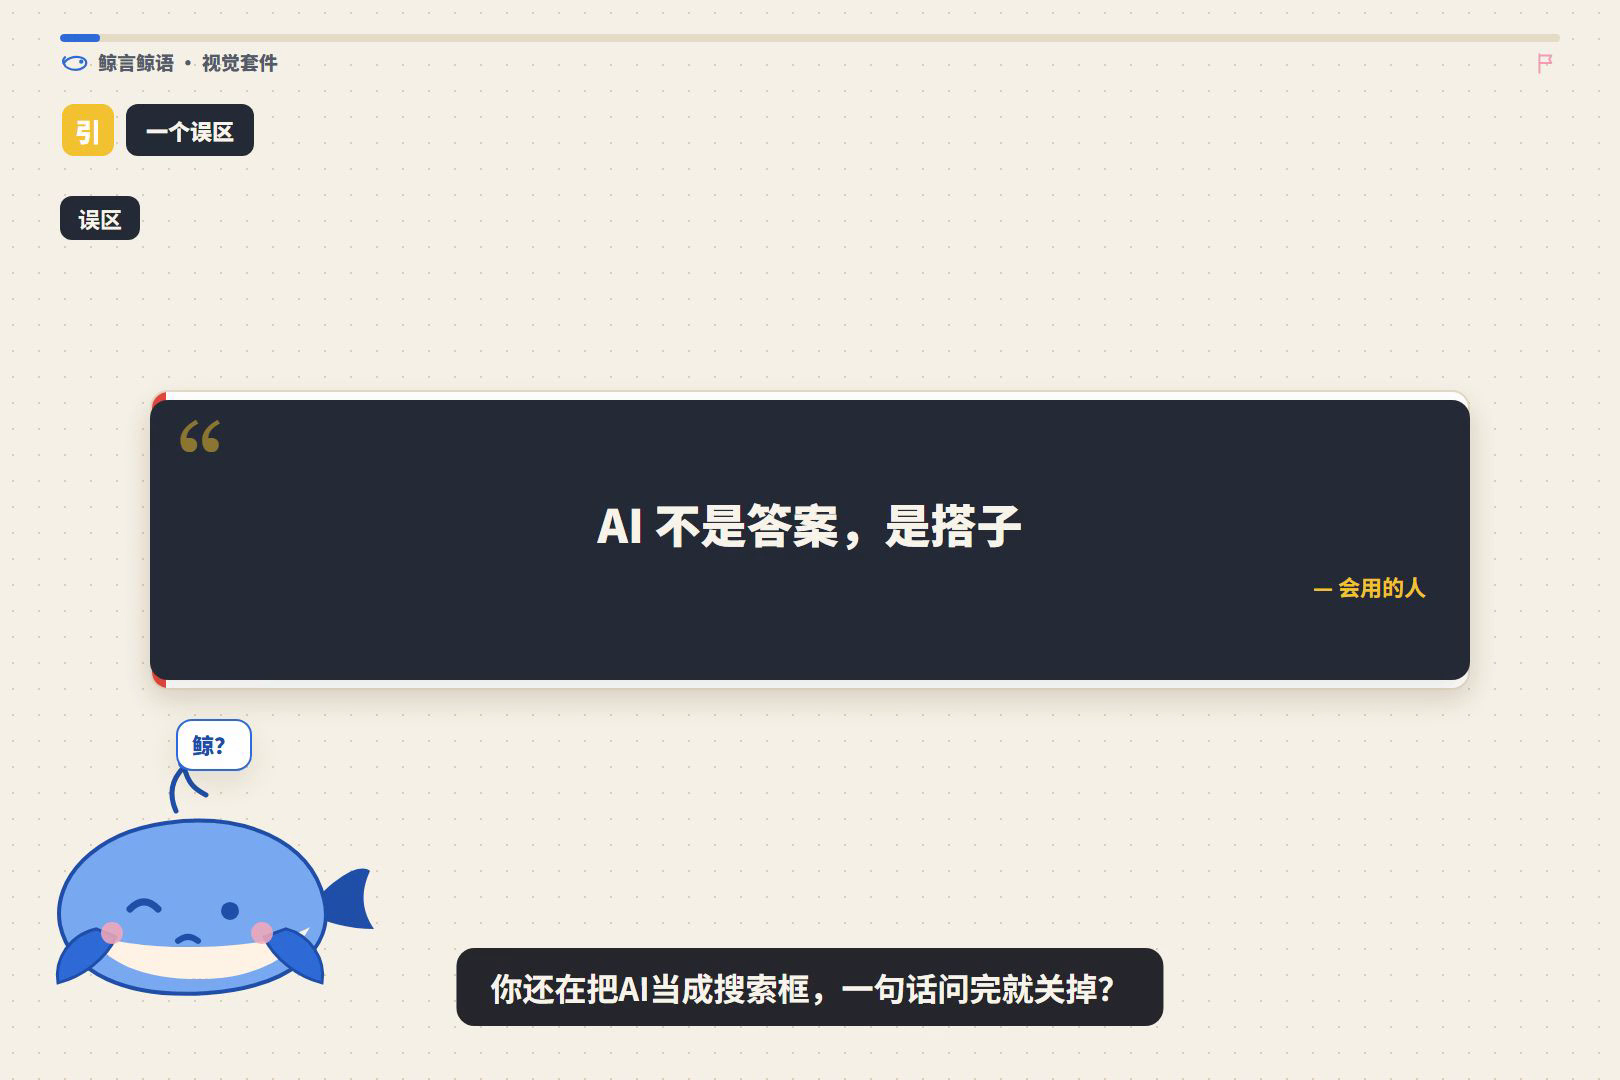 鲸言鲸语 · 视觉套件
引 一个误区
误区
“
AI 不是答案，是搭子
— 会用的人
鲸？
你还在把AI当成搜索框，一句话问完就关掉？